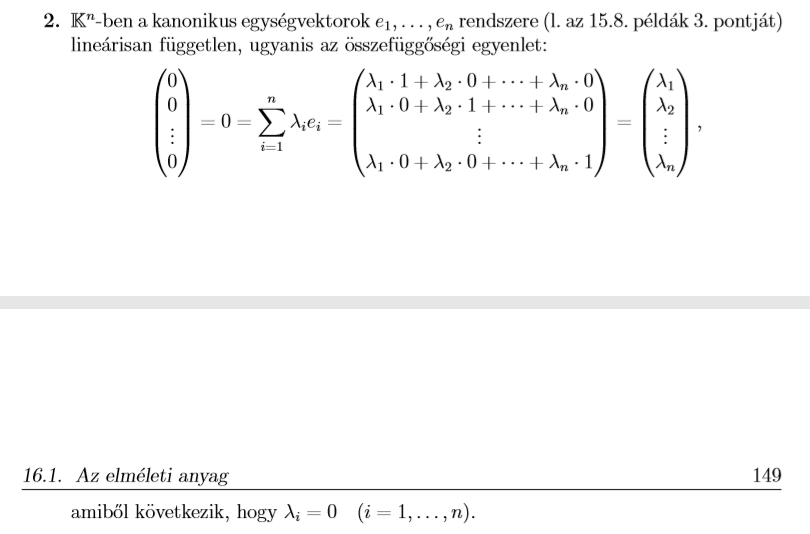 2. 𝕂ⁿ-ben a kanonikus egységvektorok e₁, . . . , eₙ rendszere (l. az 15.8. példák 3. pontját)
lineárisan független, ugyanis az összefüggőségi egyenlet:
(0 0 ⋮ 0) = 0 = ∑ᵢ₌₁ⁿ λᵢeᵢ = (λ₁ · 1 + λ₂ · 0 + ⋯ + λₙ · 0
λ₁ · 0 + λ₂ · 1 + ⋯ + λₙ · 0
⋮
λ₁ · 0 + λ₂ · 0 + ⋯ + λₙ · 1) = (λ₁ λ₂ ⋮ λₙ) ,
16.1. Az elméleti anyag 149
amiből következik, hogy λᵢ = 0 (i = 1, . . . , n).